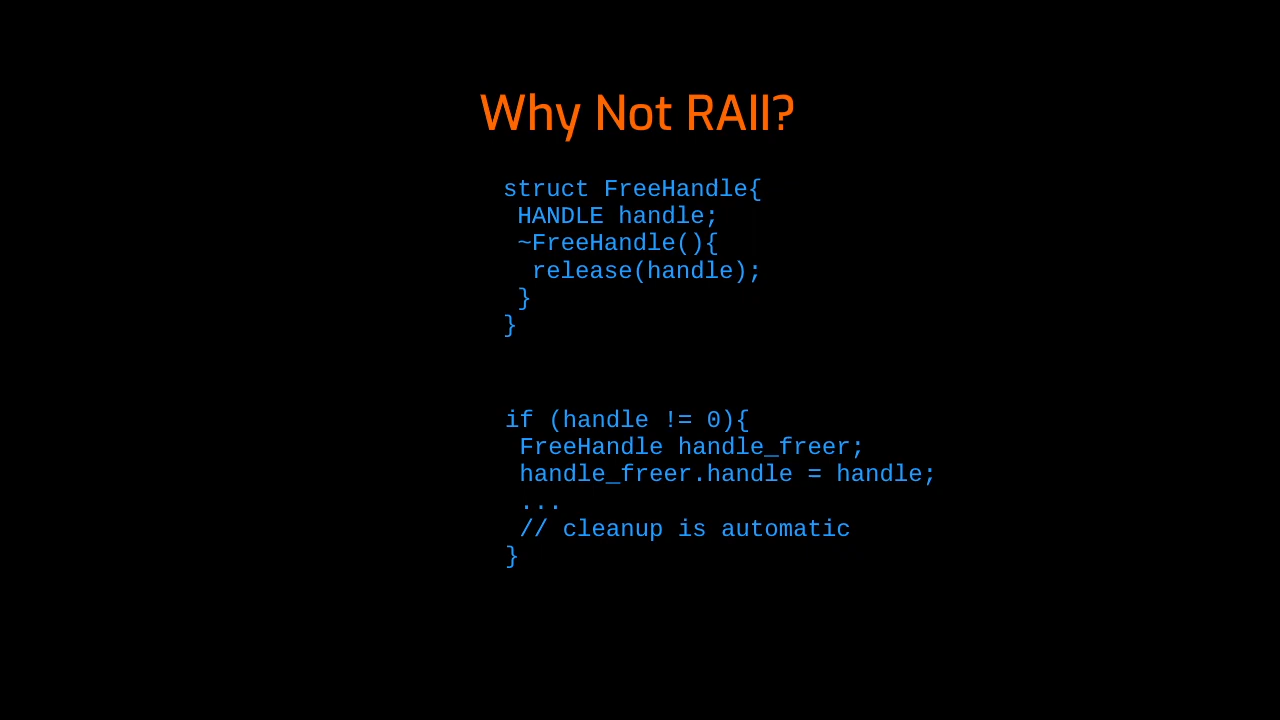 Why Not RAII?
struct FreeHandle{
 HANDLE handle;
 ~FreeHandle(){
  release(handle);
 }
}
if (handle != 0){
 FreeHandle handle_freer;
 handle_freer.handle = handle;
 ...
 // cleanup is automatic
}